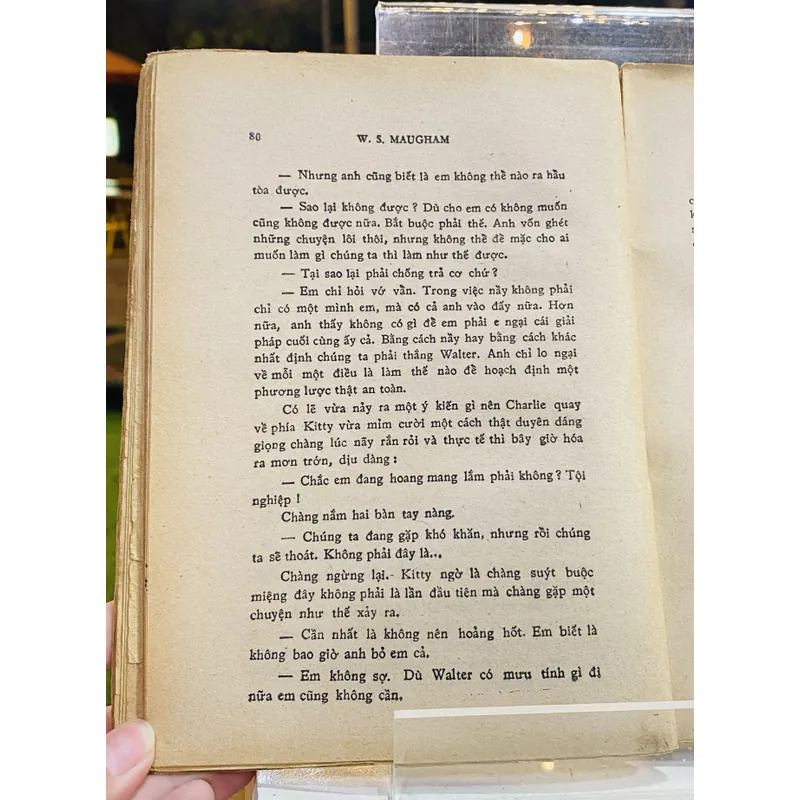 80 W. S. MAUGHAM
— Nhưng anh cũng biết là em không thể nào ra hầu
tòa được.
— Sao lại không được ? Dù cho em có không muốn
cũng không được nữa. Bắt buộc phải thế. Anh vốn ghét
những chuyện lôi thôi, nhưng không thể để mặc cho ai
muốn làm gì chúng ta thì làm như thế được.
— Tại sao lại phải chống trả cơ chứ ?
— Em chỉ hỏi vớ vẩn. Trong việc nầy không phải
chỉ có một mình em, mà có cả anh vào đấy nữa. Hơn
nữa, anh thấy không có gì để em phải e ngại cái giải
pháp cuối cùng ấy cả. Bằng cách nầy hay bằng cách khác
nhất định chúng ta phải thắng Walter. Anh chỉ lo ngại
về mỗi một điều là làm thế nào để hoạch định một
phương lược thật an toàn.
Có lẽ vừa nảy ra một ý kiến gì nên Charlie quay
về phía Kitty vừa mỉm cười một cách thật duyên dáng
giọng chàng lúc nãy rắn rỏi và thực tế thì bây giờ hóa
ra mơn trớn, dịu dàng :
— Chắc em đang hoang mang lắm phải không ? Tội
nghiệp !
Chàng nắm hai bàn tay nàng.
— Chúng ta đang gặp khó khăn, nhưng rồi chúng
ta sẽ thoát. Không phải đây là...
Chàng ngừng lại. Kitty ngờ là chàng suýt buộc
miệng đây không phải là lần đầu tiên mà chàng gặp một
chuyện như thế xảy ra.
— Cần nhất là không nên hoảng hốt. Em biết là
không bao giờ anh bỏ em cả.
— Em không sợ. Dù Walter có mưu tính gì đi
nữa em cũng không cần.